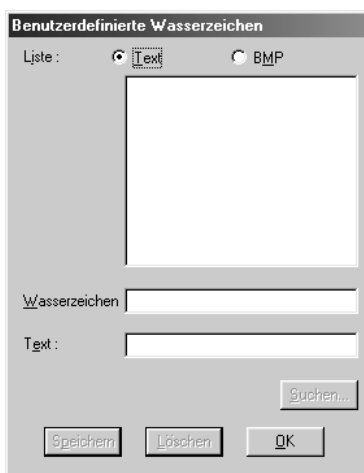 Benutzerdefinierte Wasserzeichen
Liste : Text BMP
Wasserzeichen
Text :
Suchen...
Speichern Löschen OK